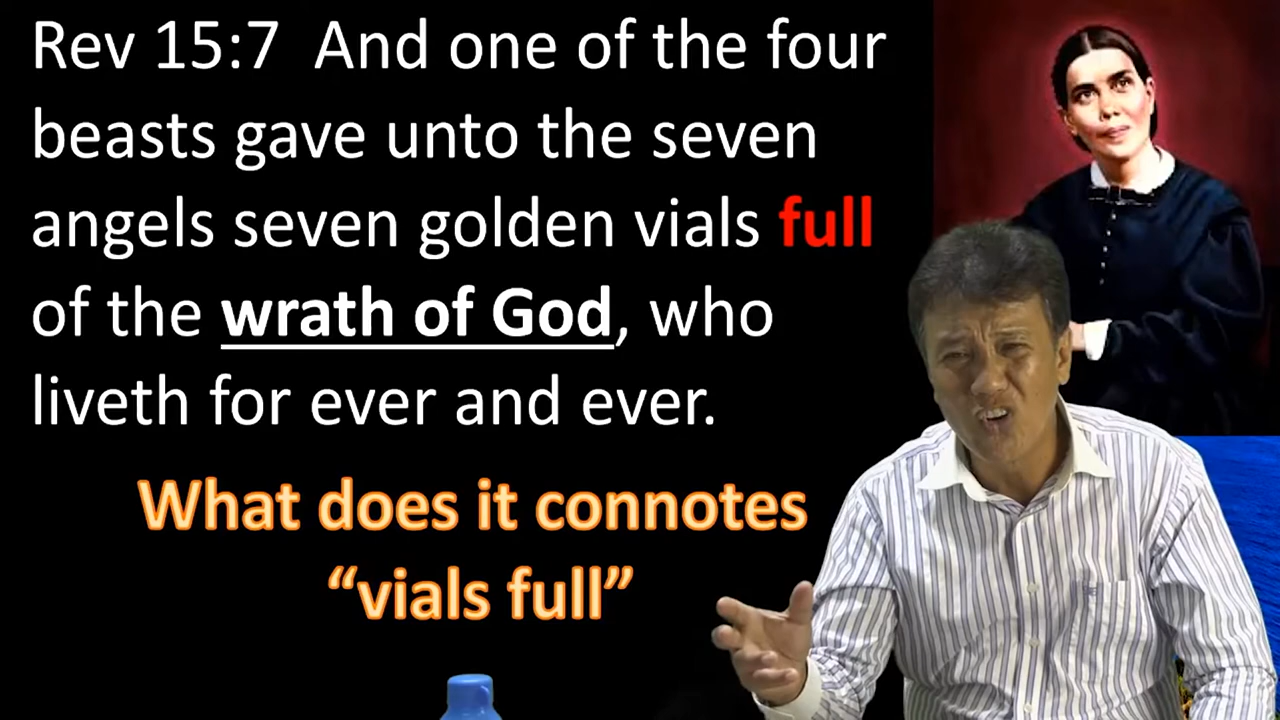 Rev 15:7  And one of the four
beasts gave unto the seven
angels seven golden vials full
of the wrath of God, who
liveth for ever and ever.
What does it connotes
“vials full”